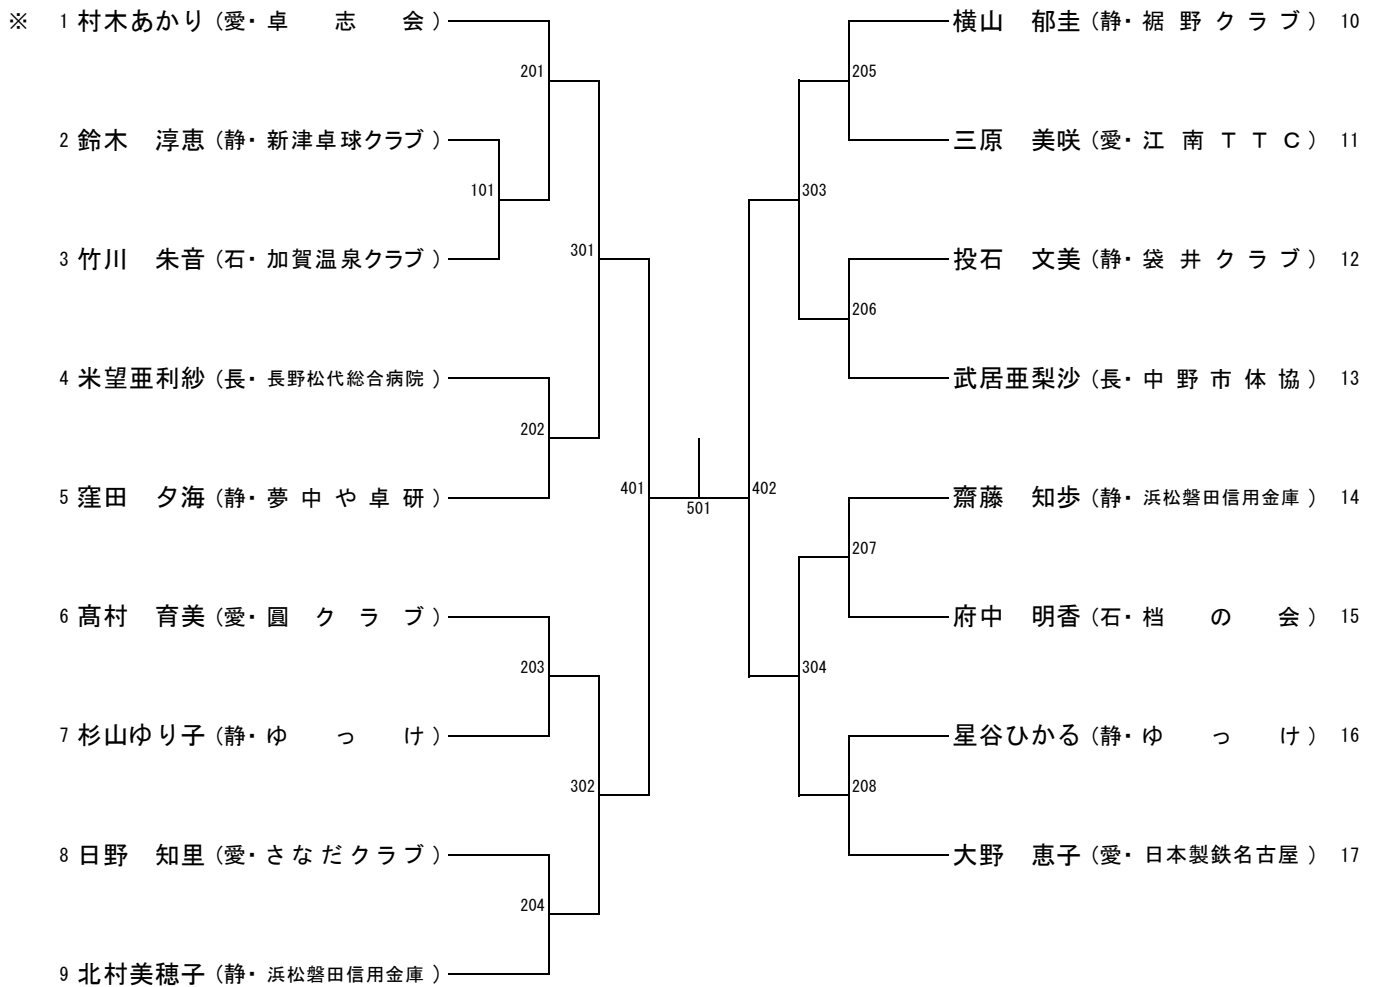 ※ 1 村木あかり (愛・卓志会)
201
2 鈴木 淳恵 (静・新津卓球クラブ)
101
3 竹川 朱音 (石・加賀温泉クラブ)
301
4 米望亜利紗 (長・長野松代総合病院)
202
5 窪田 夕海 (静・夢中や卓研)
401
6 髙村 育美 (愛・圓クラブ)
203
7 杉山ゆり子 (静・ゆっけ)
302
8 日野 知里 (愛・さなだクラブ)
204
9 北村美穂子 (静・浜松磐田信用金庫)
501
横山 郁圭 (静・裾野クラブ) 10
205
三原 美咲 (愛・江南TTC) 11
303
投石 文美 (静・袋井クラブ) 12
206
武居亜梨沙 (長・中野市体協) 13
402
齋藤 知歩 (静・浜松磐田信用金庫) 14
207
府中 明香 (石・档の会) 15
304
星谷ひかる (静・ゆっけ) 16
208
大野 恵子 (愛・日本製鉄名古屋) 17